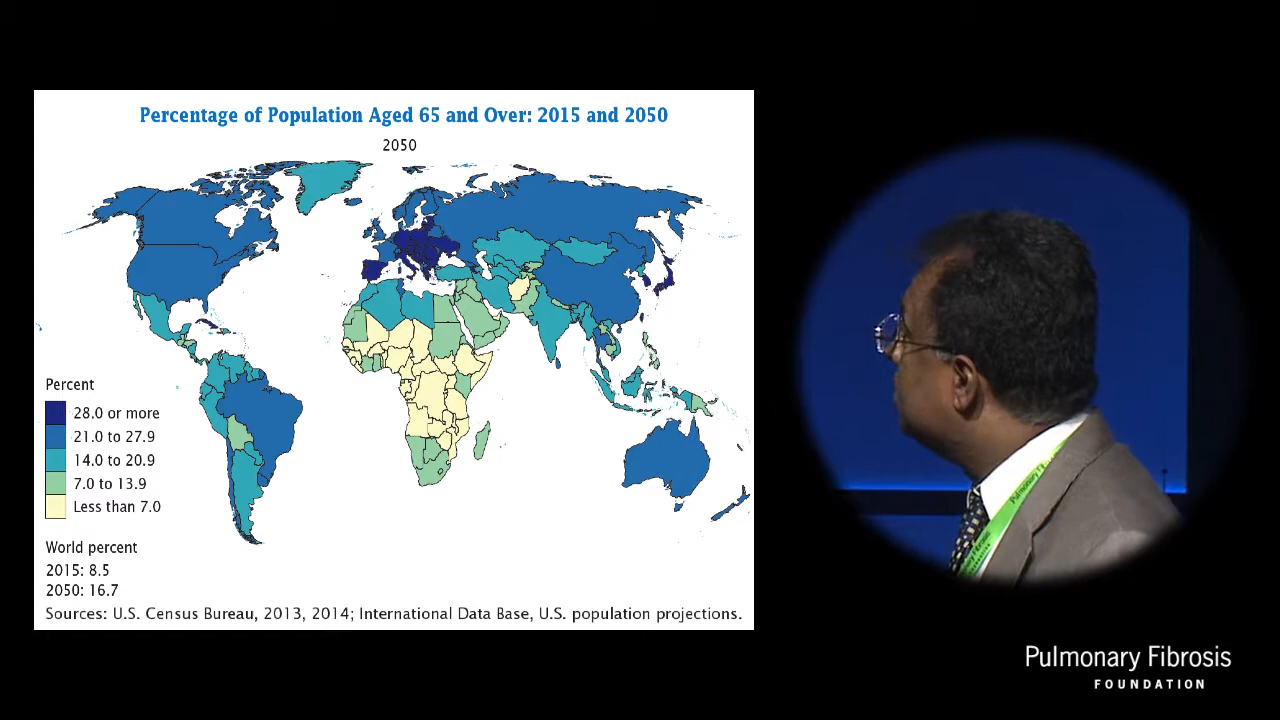 Percentage of Population Aged 65 and Over: 2015 and 2050
2050
Percent
28.0 or more
21.0 to 27.9
14.0 to 20.9
7.0 to 13.9
Less than 7.0
World percent
2015: 8.5
2050: 16.7
Sources: U.S. Census Bureau, 2013, 2014; International Data Base, U.S. population projections.
Pulmonary Fibrosis
FOUNDATION